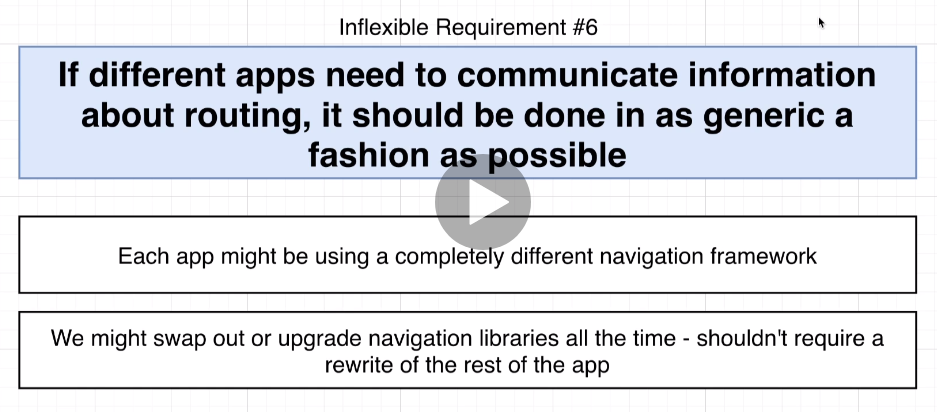 Inflexible Requirement #6
If different apps need to communicate information
about routing, it should be done in as generic a
fashion as possible
Each app might be using a completely different navigation framework
We might swap out or upgrade navigation libraries all the time - shouldn't require a
rewrite of the rest of the app